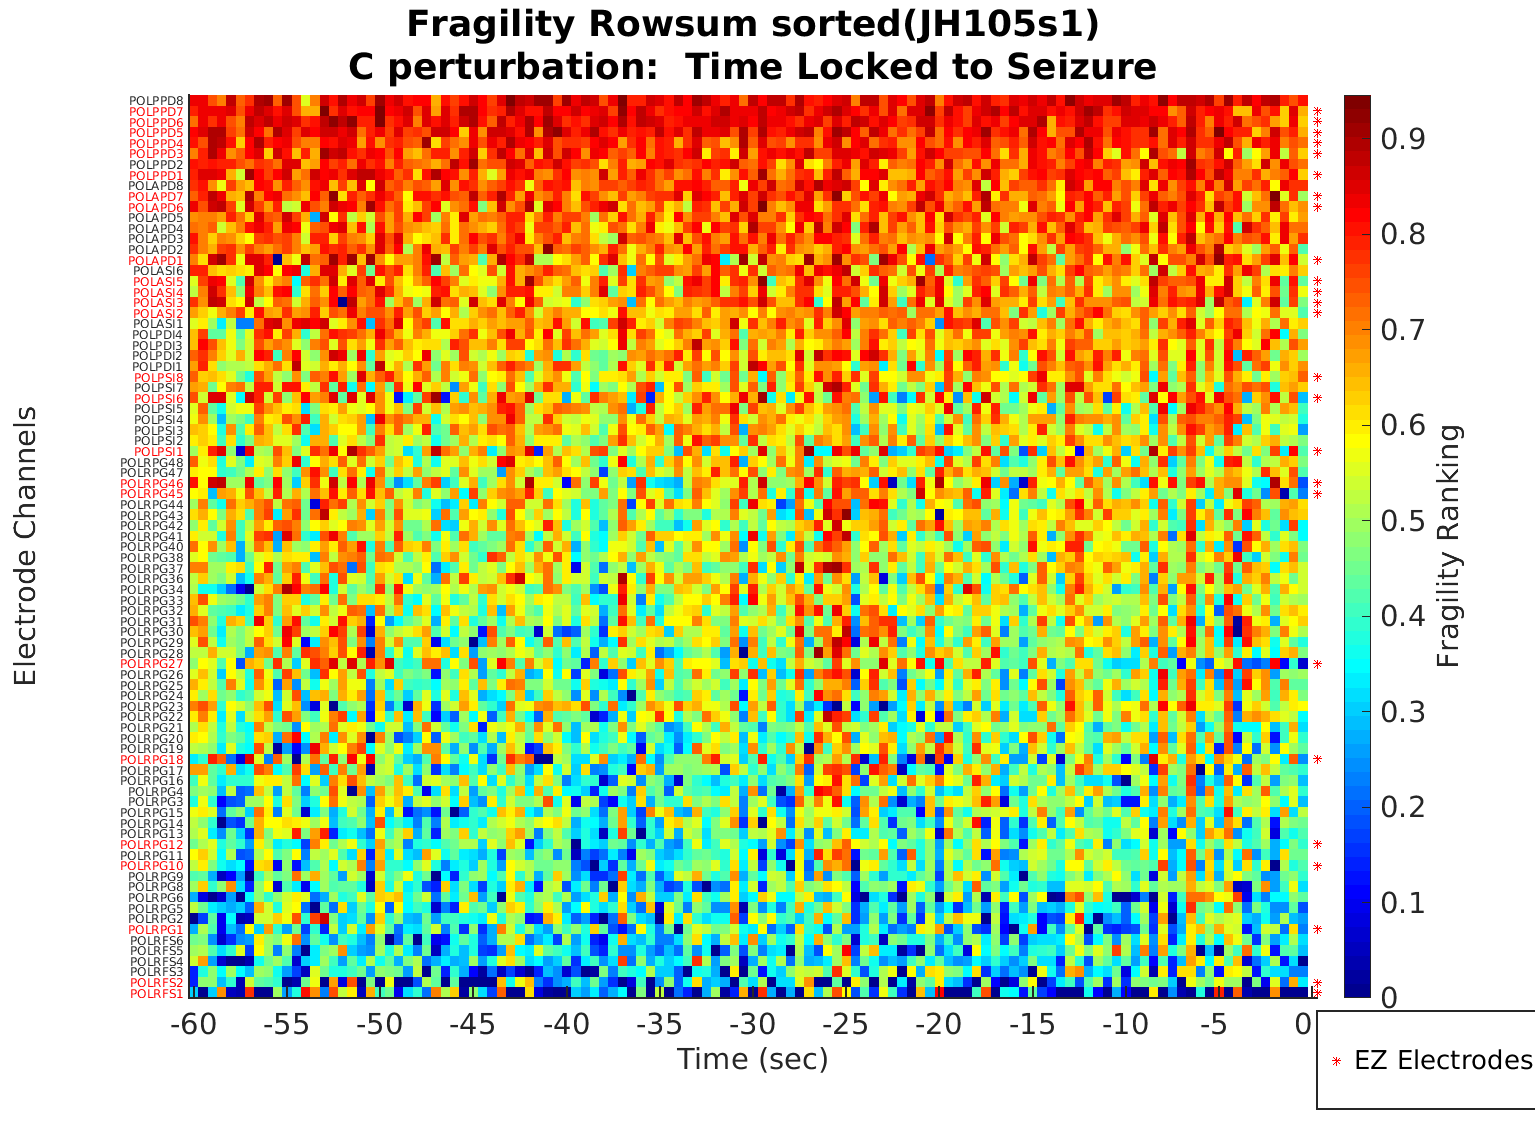 Fragility Rowsum sorted(JH105s1)
C perturbation:  Time Locked to Seizure
Electrode Channels
POLPPD8
POLPPD7
POLPPD6
POLPPD5
POLPPD4
POLPPD3
POLPPD2
POLPPD1
POLAPD8
POLAPD7
POLAPD6
POLAPD5
POLAPD4
POLAPD3
POLAPD2
POLAPD1
POLASI6
POLASI5
POLASI4
POLASI3
POLASI2
POLASI1
POLPDI4
POLPDI3
POLPDI2
POLPDI1
POLPSI8
POLPSI7
POLPSI6
POLPSI5
POLPSI4
POLPSI3
POLPSI2
POLPSI1
POLRPG48
POLRPG47
POLRPG46
POLRPG45
POLRPG44
POLRPG43
POLRPG42
POLRPG41
POLRPG40
POLRPG38
POLRPG37
POLRPG36
POLRPG34
POLRPG33
POLRPG32
POLRPG31
POLRPG30
POLRPG29
POLRPG28
POLRPG27
POLRPG26
POLRPG25
POLRPG24
POLRPG23
POLRPG22
POLRPG21
POLRPG20
POLRPG19
POLRPG18
POLRPG17
POLRPG16
POLRPG4
POLRPG3
POLRPG15
POLRPG14
POLRPG13
POLRPG12
POLRPG11
POLRPG10
POLRPG9
POLRPG8
POLRPG6
POLRPG5
POLRPG2
POLRPG1
POLRFS6
POLRFS5
POLRFS4
POLRFS3
POLRFS2
POLRFS1
-60 -55 -50 -45 -40 -35 -30 -25 -20 -15 -10 -5 0
Time (sec)
0.9
0.8
0.7
0.6
0.5
0.4
0.3
0.2
0.1
0
Fragility Ranking
EZ Electrodes